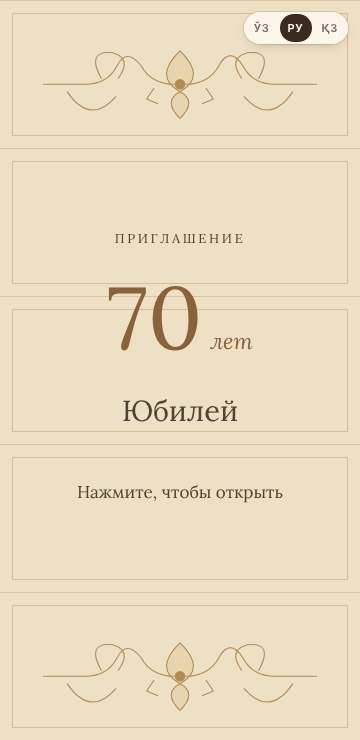 ЎЗ РУ ҚЗ
ПРИГЛАШЕНИЕ
70 лет
Юбилей
Нажмите, чтобы открыть